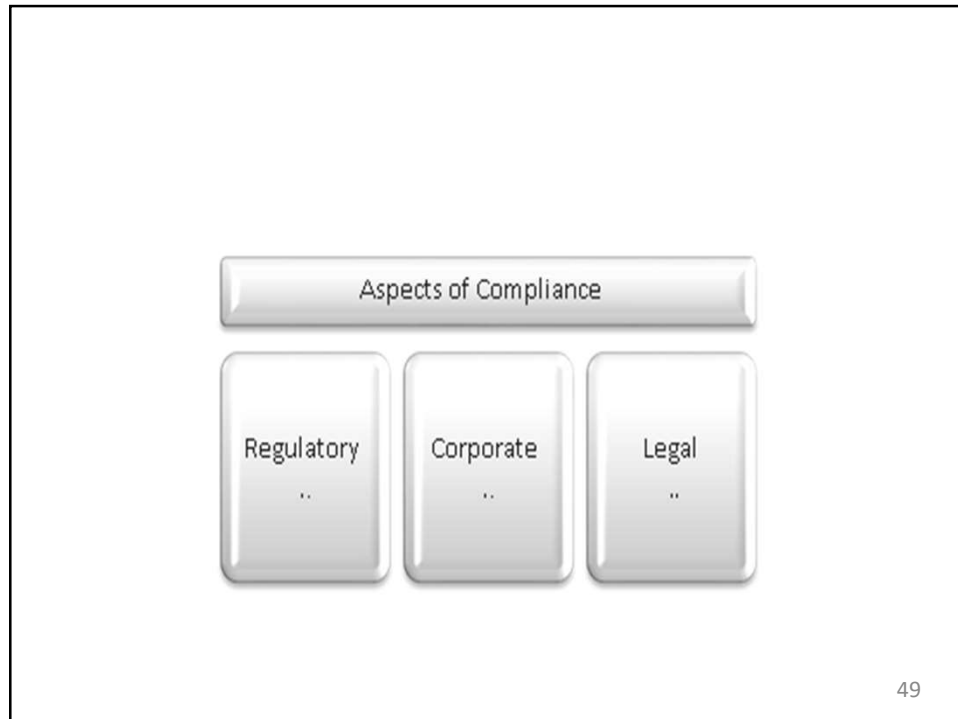 Aspects of Compliance
Regulatory
..
Corporate
..
Legal
..
49